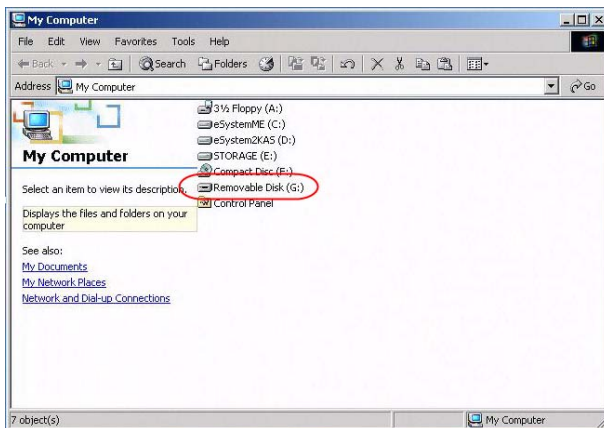 My Computer
File Edit View Favorites Tools Help
Back Search Folders
Address My Computer Go
3½ Floppy (A:)
eSystemME (C:)
eSystem2KAS (D:)
STORAGE (E:)
Compact Disc (F:)
Removable Disk (G:)
Control Panel
My Computer
Select an item to view its description.
Displays the files and folders on your
computer
See also:
My Documents
My Network Places
Network and Dial-up Connections
7 object(s) My Computer